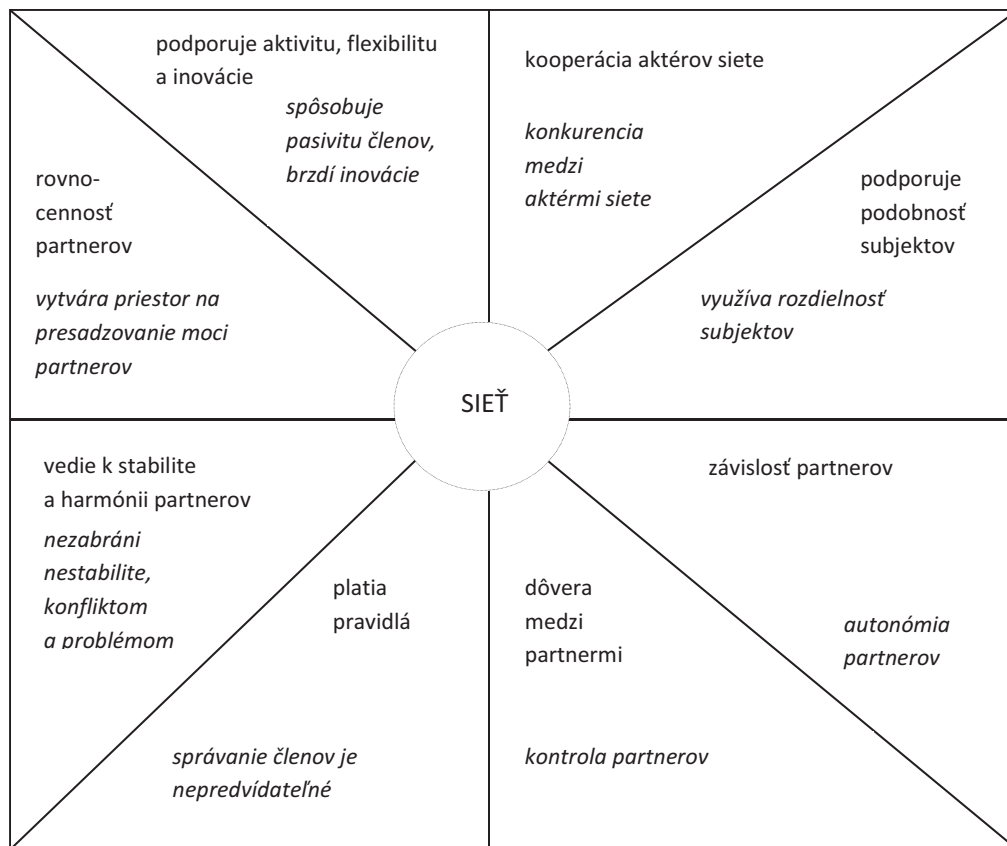 podporuje aktivitu, flexibilitu
a inovácie
spôsobuje
pasivitu členov,
brzdí inovácie
kooperácia aktérov siete
konkurencia
medzi
aktérmi siete
rovno-
cennosť
partnerov
vytvára priestor na
presadzovanie moci
partnerov
podporuje
podobnosť
subjektov
využíva rozdielnosť
subjektov
SIEŤ
vedie k stabilite
a harmónii partnerov
nezabráni
nestabilite,
konfliktom
a problémom
platia
pravidlá
správanie členov je
nepredvídateľné
dôvera
medzi
partnermi
kontrola partnerov
závislosť partnerov
autonómia
partnerov